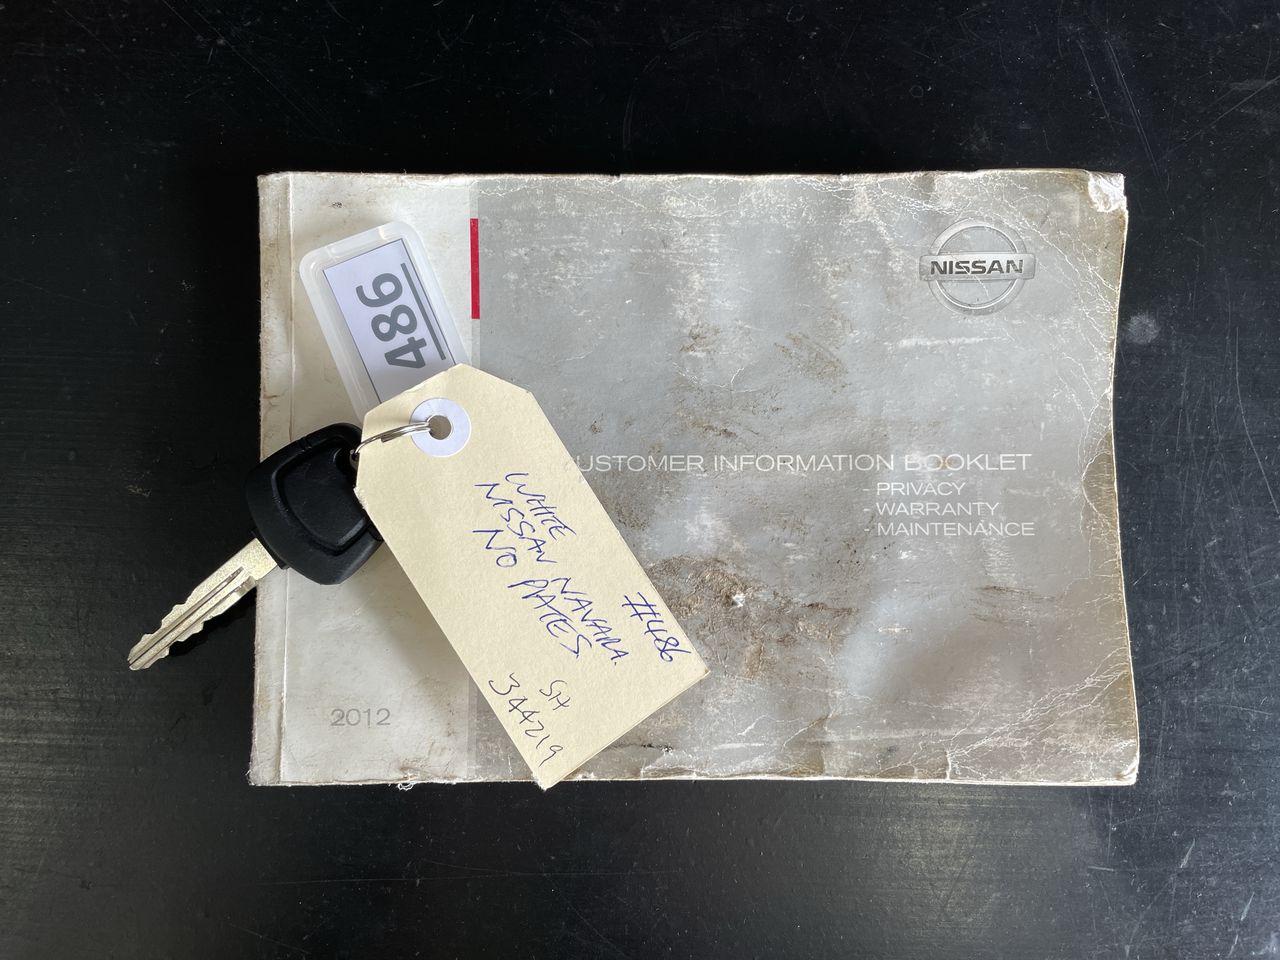 NISSAN
CUSTOMER INFORMATION BOOKLET
- PRIVACY
- WARRANTY
- MAINTENANCE
2012
486
#486
WHITE
NISSAN NAVARA.
NO PLATES.
SH
344219